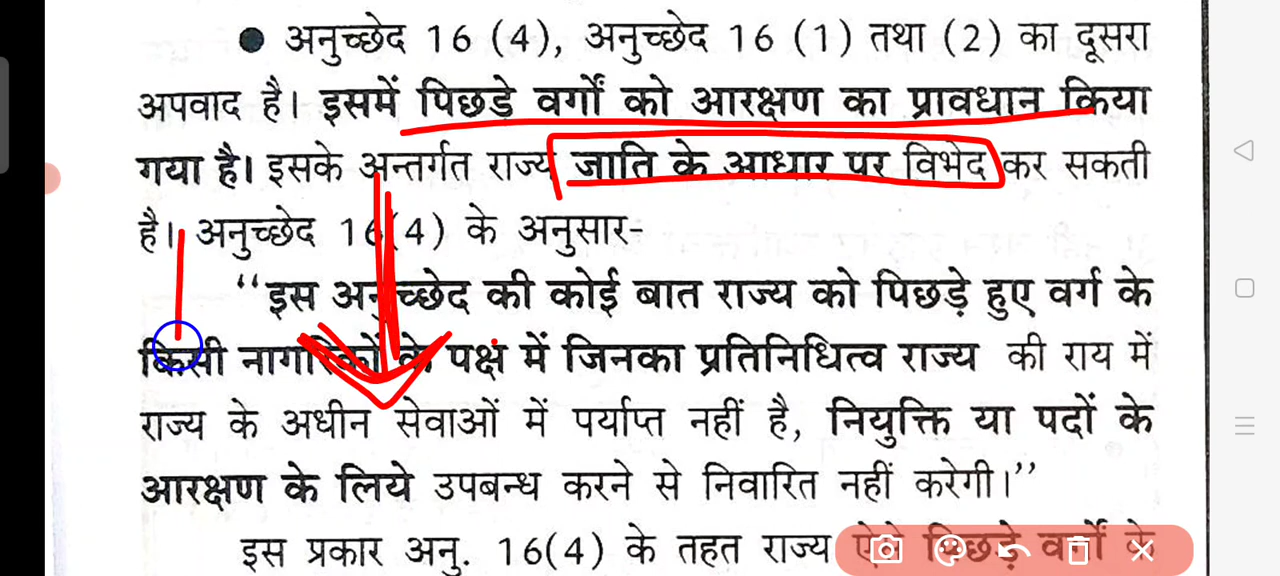 ● अनुच्छेद 16 (4), अनुच्छेद 16 (1) तथा (2) का दूसरा
अपवाद है। इसमें पिछड़े वर्गों को आरक्षण का प्रावधान किया
गया है। इसके अन्तर्गत राज्य जाति के आधार पर विभेद कर सकती
है। अनुच्छेद 16(4) के अनुसार-
‘‘इस अनुच्छेद की कोई बात राज्य को पिछड़े हुए वर्ग के
किसी नागरिकों के पक्ष में जिनका प्रतिनिधित्व राज्य की राय में
राज्य के अधीन सेवाओं में पर्याप्त नहीं है, नियुक्ति या पदों के
आरक्षण के लिये उपबन्ध करने से निवारित नहीं करेगी।’’
इस प्रकार अनु. 16(4) के तहत राज्य ऐसे पिछड़े वर्गों के